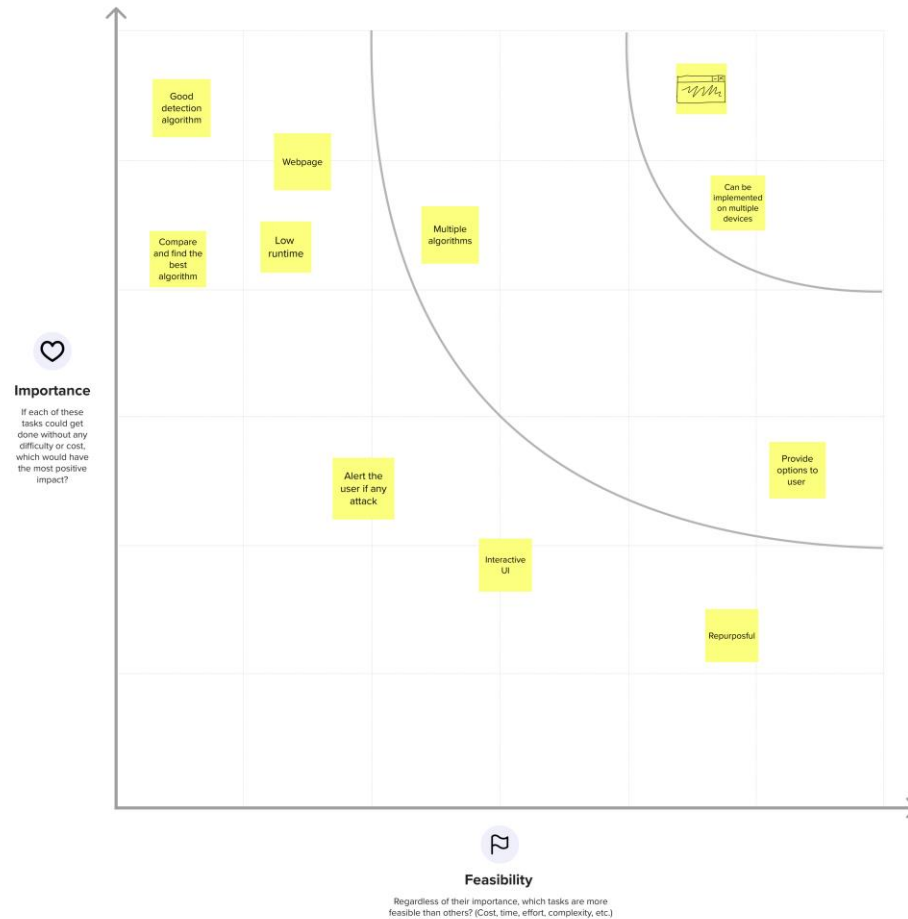 Good
detection
algorithm
Webpage
Can be
implemented
on multiple
devices
Multiple
algorithms
Low
runtime
Compare
and find the
best
algorithm
Importance
If each of these
tasks could get
done without any
difficulty or cost,
which would have
the most positive
impact?
Provide
options to
user
Alert the
user if any
attack
Interactive
UI
Repurposful
Feasibility
Regardless of their importance, which tasks are more
feasible than others? (Cost, time, effort, complexity, etc.)